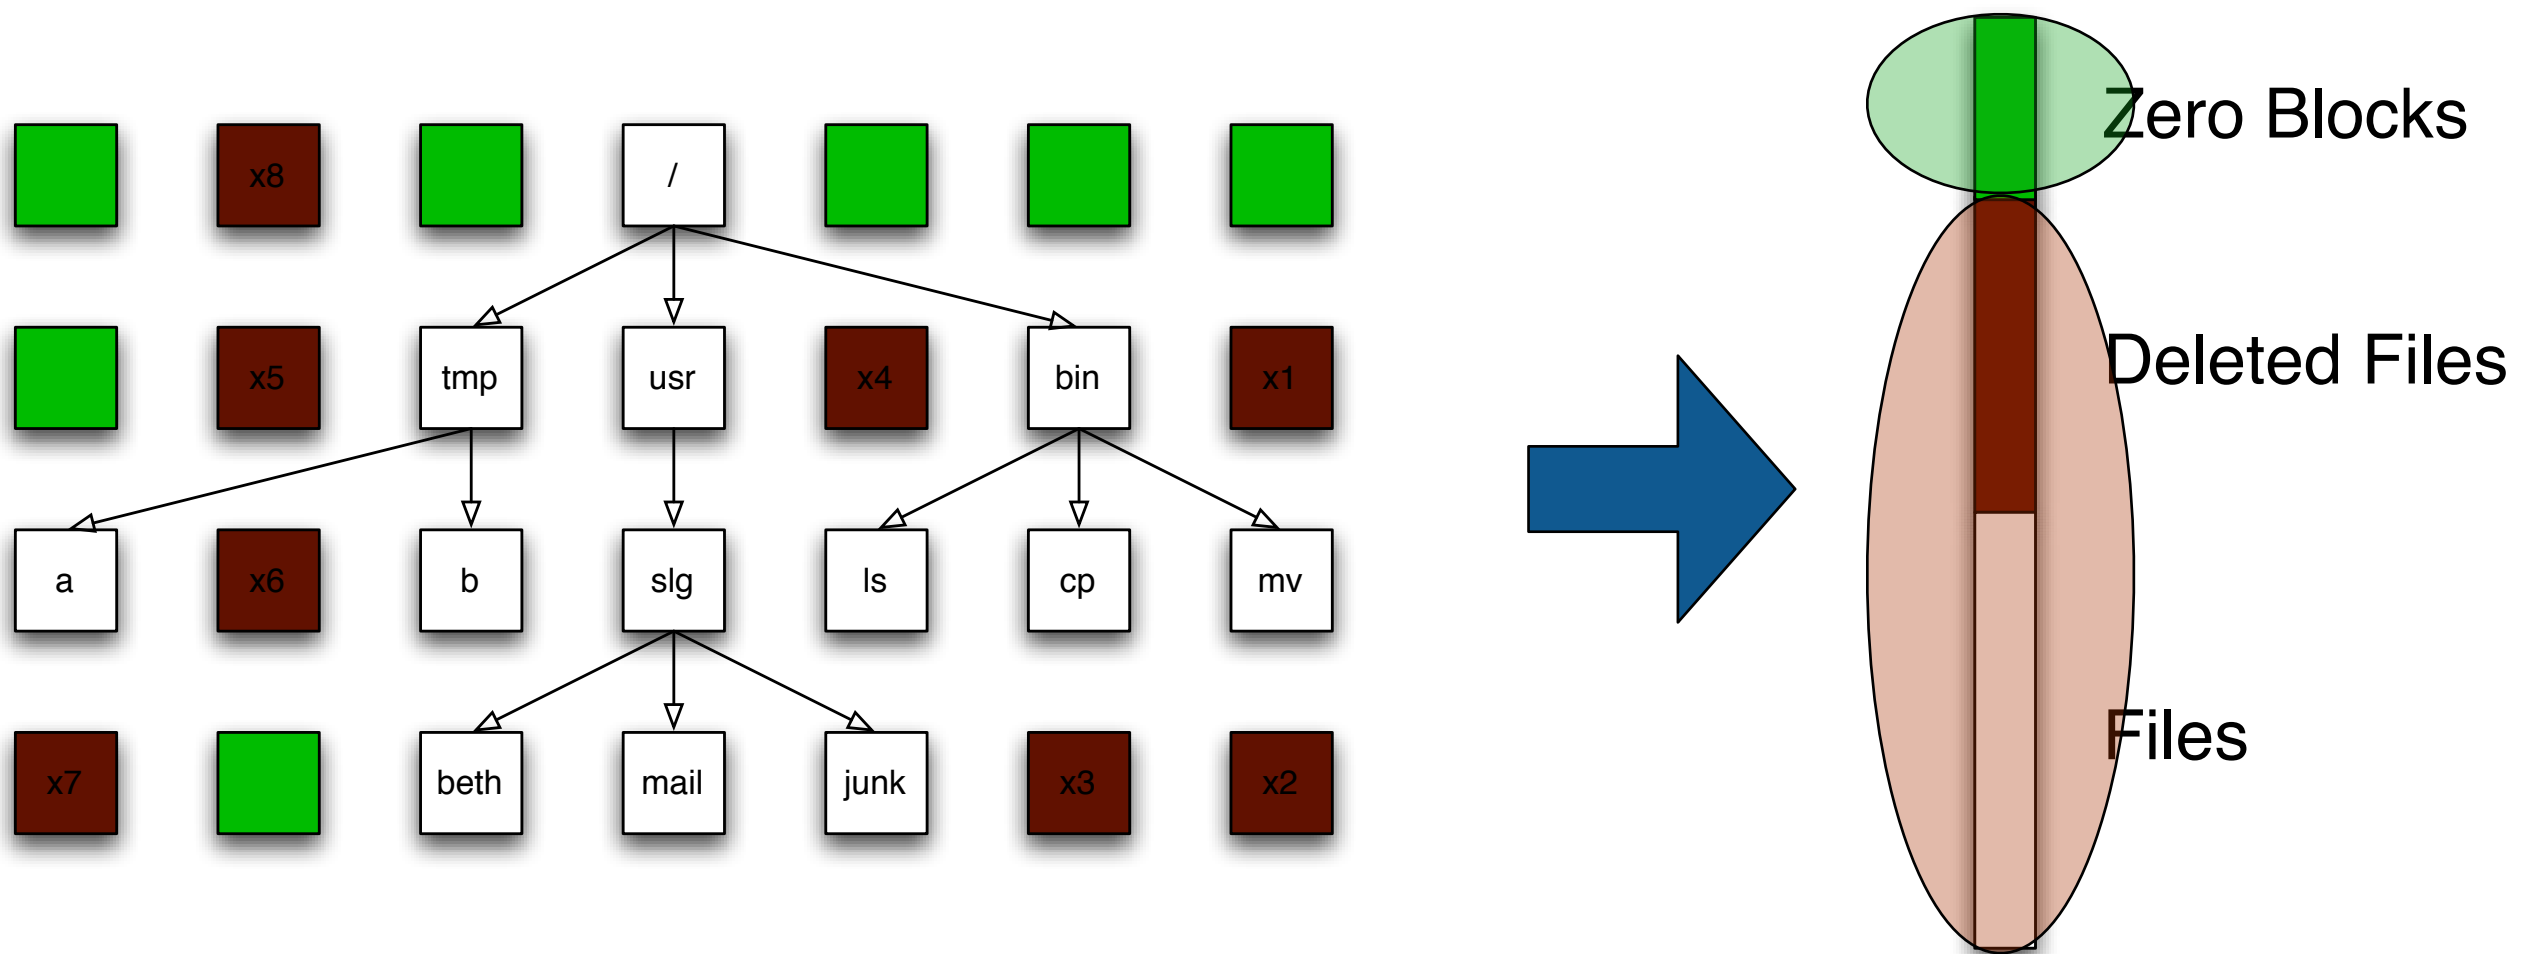 x8
/
x5
tmp
usr
x4
bin
x1
a
x6
b
slg
ls
cp
mv
x7
beth
mail
junk
x3
x2
Zero Blocks
Deleted Files
Files